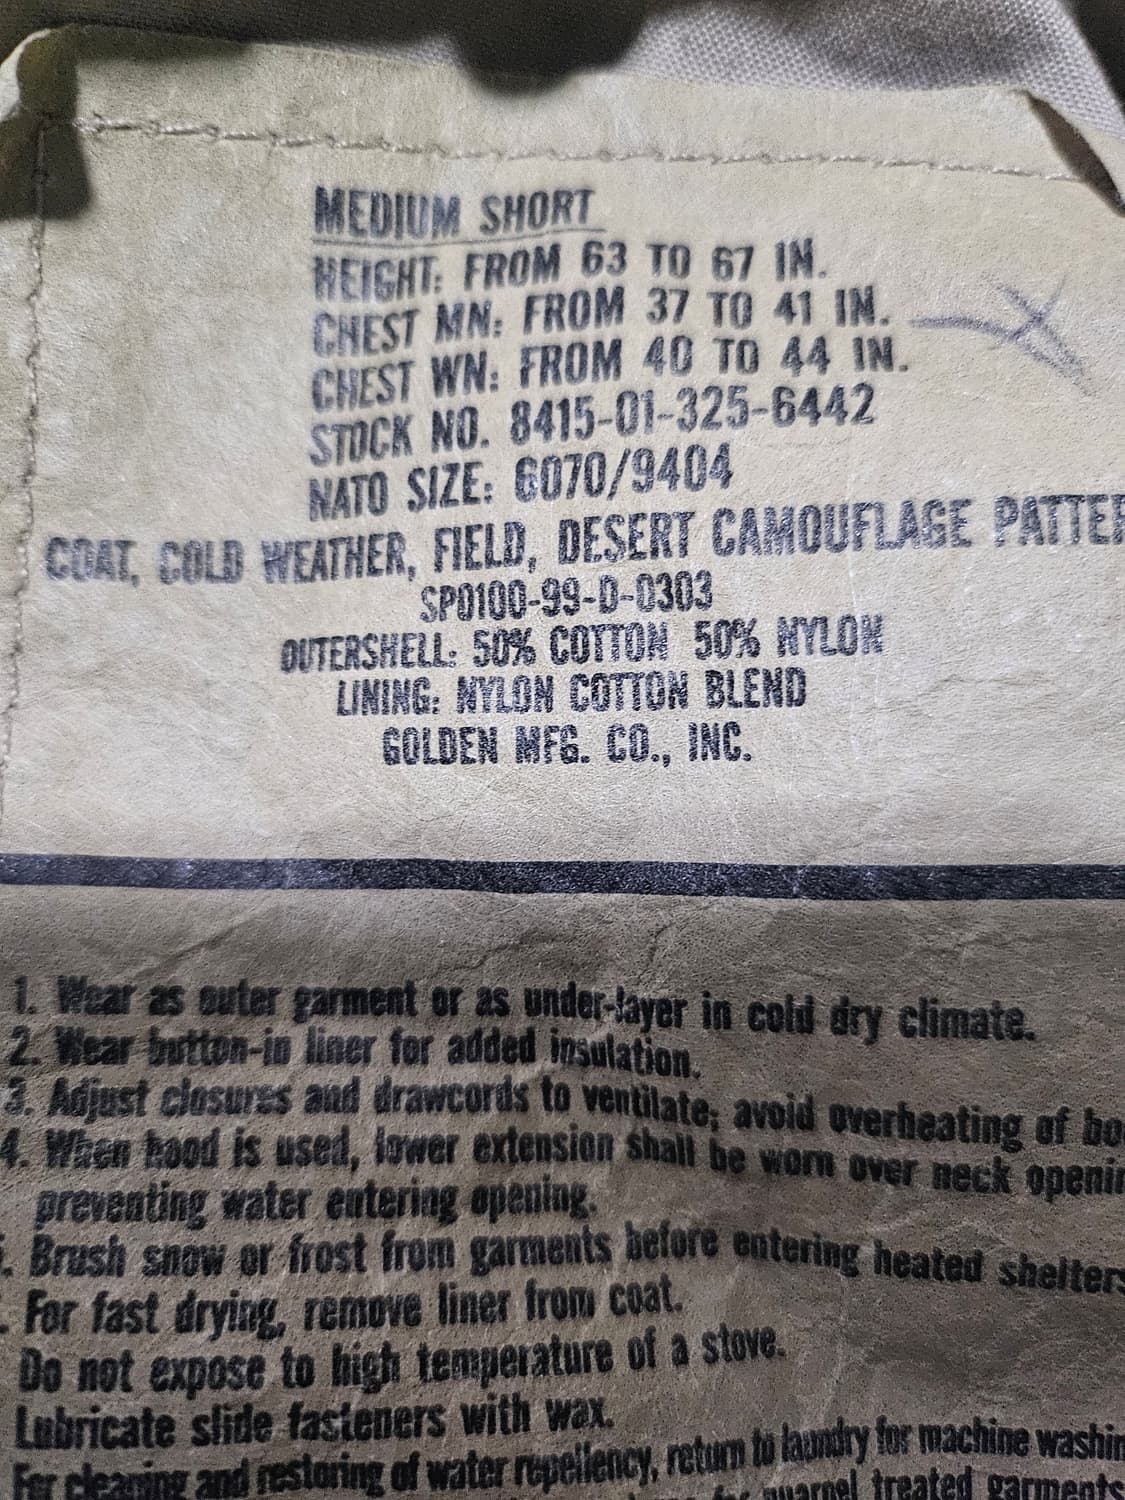 MEDIUM SHORT
HEIGHT: FROM 63 TO 67 IN.
CHEST MN: FROM 37 TO 41 IN.
CHEST WN: FROM 40 TO 44 IN.
STOCK NO. 8415-01-325-6442
NATO SIZE: 6070/9404
COAT, COLD WEATHER, FIELD, DESERT CAMOUFLAGE PATTER
SP0100-99-D-0303
OUTERSHELL: 50% COTTON 50% NYLON
LINING: NYLON COTTON BLEND
GOLDEN MFG. CO., INC.
1. Wear as outer garment or as under-layer in cold dry climate.
2. Wear button-in liner for added insulation.
3. Adjust closures and drawcords to ventilate; avoid overheating of bo
4. When hood is used, lower extension shall be worn over neck openin
preventing water entering opening.
. Brush snow or frost from garments before entering heated shelters
. For fast drying, remove liner from coat.
Do not expose to high temperature of a stove.
Lubricate slide fasteners with wax.
For cleaning and restoring of water repellency, return to laundry for machine washin
treated garments